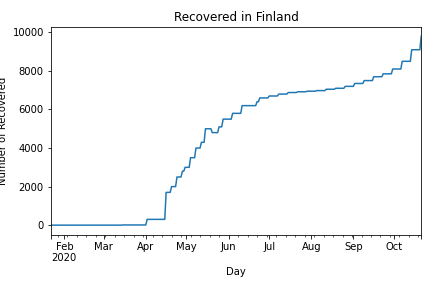 Recovered in Finland
Number of Recovered
10000
8000
6000
4000
2000
0
Feb Mar Apr May Jun Jul Aug Sep Oct
2020
Day